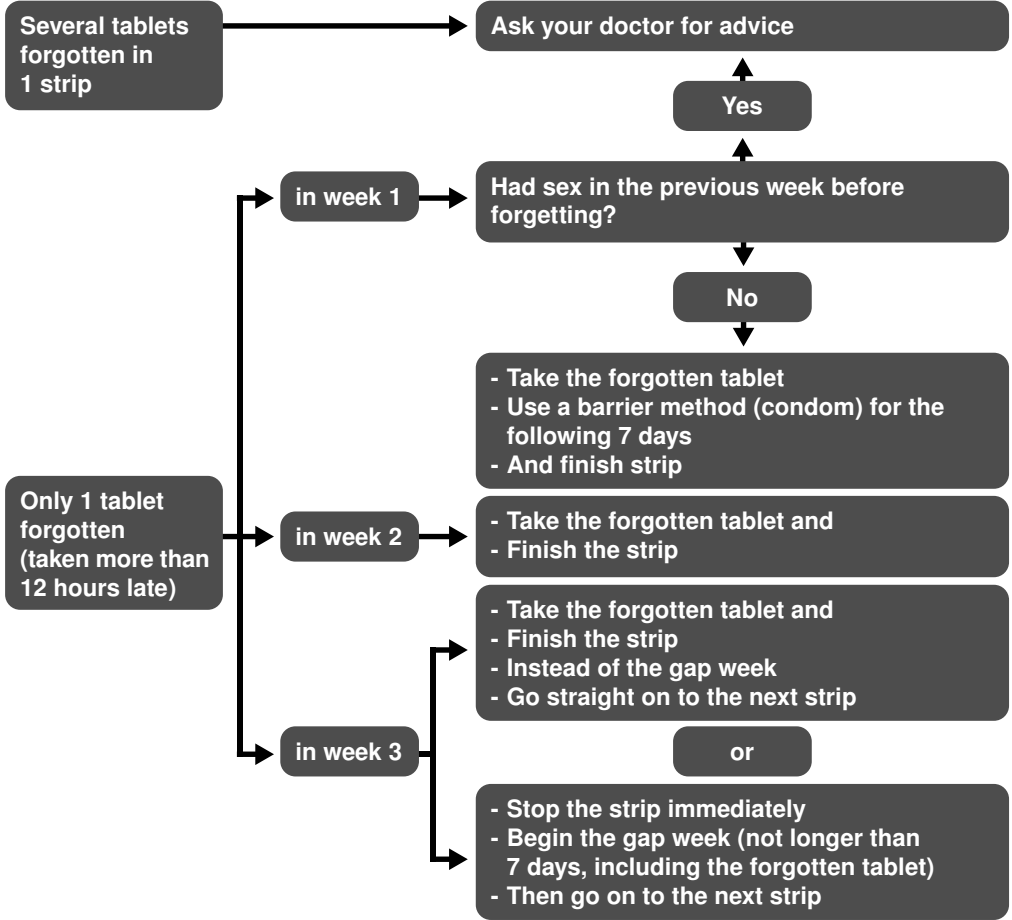 Several tablets
forgotten in
1 strip
Ask your doctor for advice
Yes
in week 1
Had sex in the previous week before
forgetting?
No
- Take the forgotten tablet
- Use a barrier method (condom) for the
following 7 days
- And finish strip
Only 1 tablet
forgotten
(taken more than
12 hours late)
in week 2
- Take the forgotten tablet and
- Finish the strip
- Take the forgotten tablet and
- Finish the strip
- Instead of the gap week
- Go straight on to the next strip
in week 3
or
- Stop the strip immediately
- Begin the gap week (not longer than
7 days, including the forgotten tablet)
- Then go on to the next strip